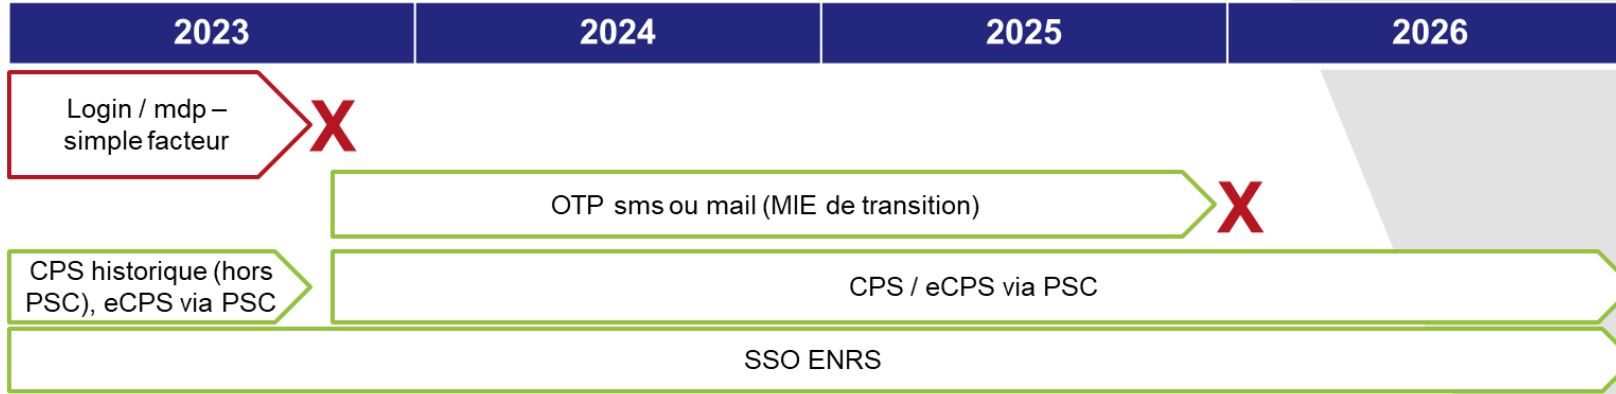 2023 2024 2025 2026
Login / mdp –
simple facteur
X
OTP sms ou mail (MIE de transition)
X
CPS historique (hors
PSC), eCPS via PSC
CPS / eCPS via PSC
SSO ENRS